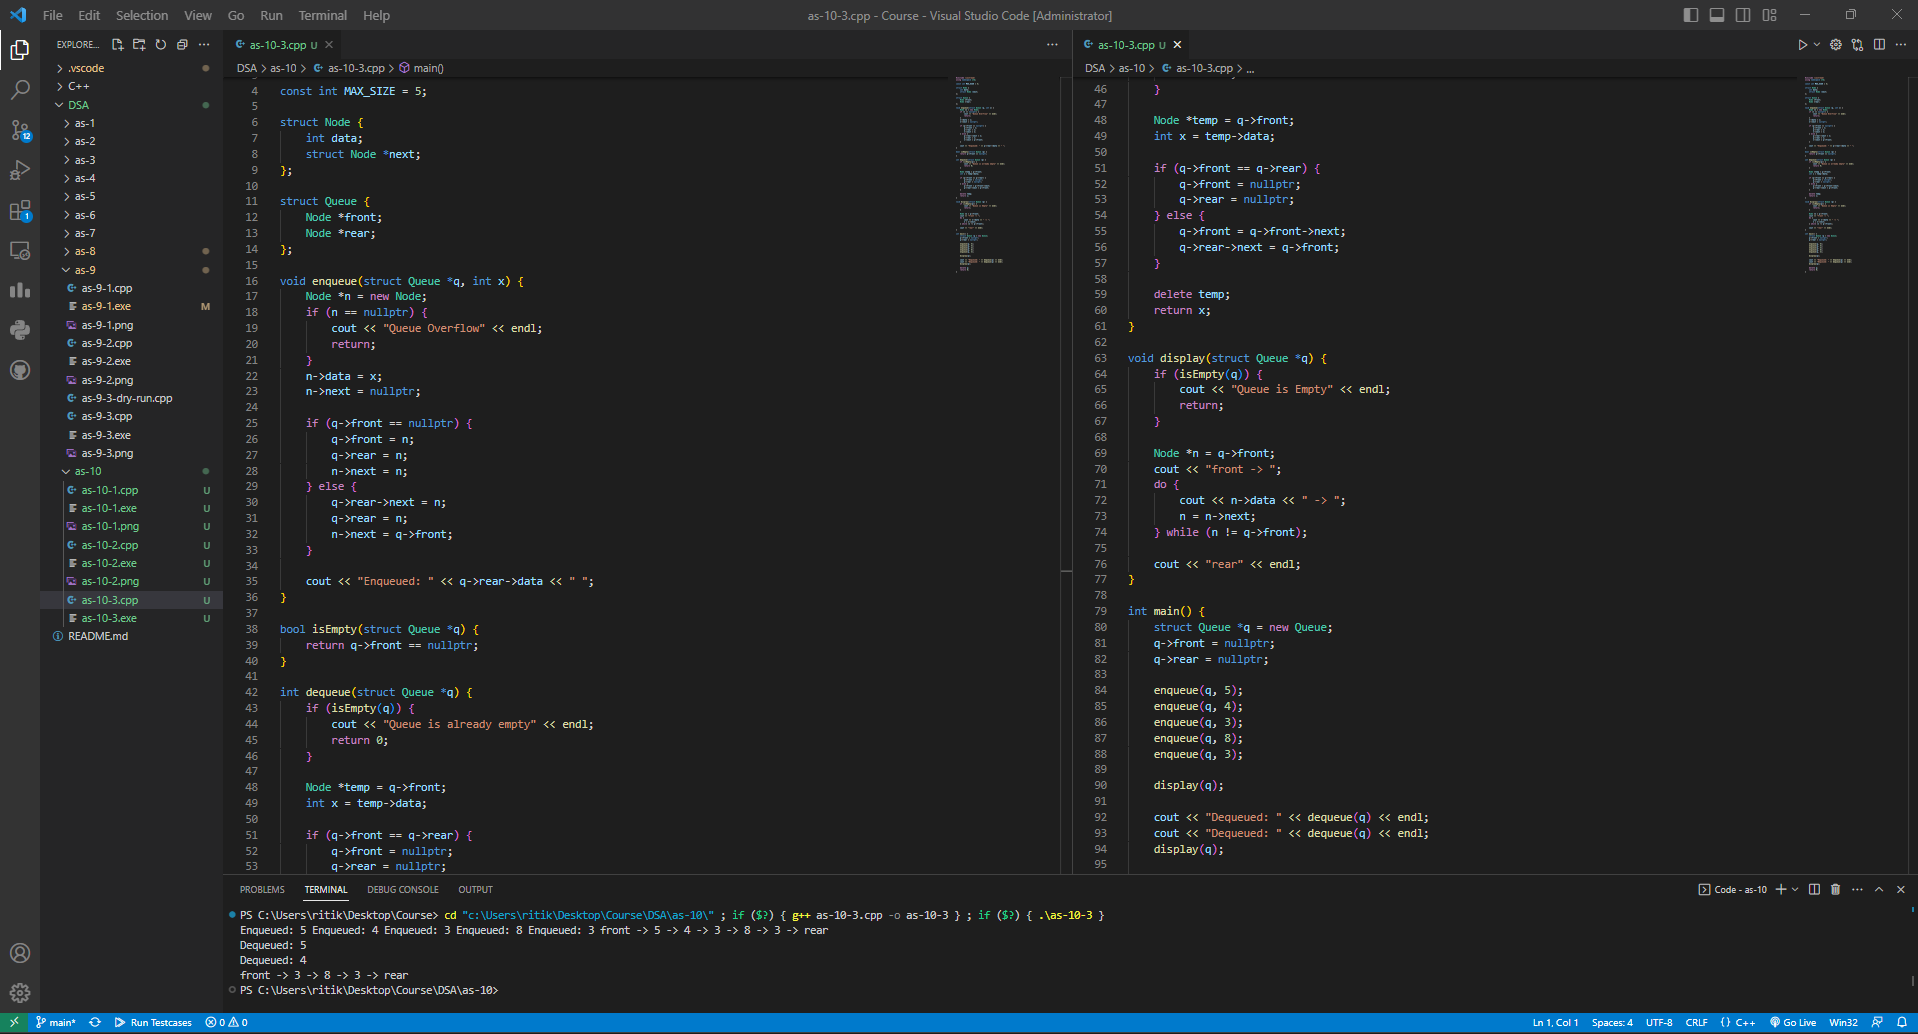 File Edit Selection View Go Run Terminal Help
as-10-3.cpp - Course - Visual Studio Code [Administrator]
EXPLORE...
.vscode
C++
DSA
as-1
as-2
as-3
as-4
as-5
as-6
as-7
as-8
as-9
as-9-1.cpp
as-9-1.exe M
as-9-1.png
as-9-2.cpp
as-9-2.exe
as-9-2.png
as-9-3-dry-run.cpp
as-9-3.cpp
as-9-3.exe
as-9-3.png
as-10
as-10-1.cpp U
as-10-1.exe U
as-10-1.png U
as-10-2.cpp U
as-10-2.exe U
as-10-2.png U
as-10-3.cpp U
as-10-3.exe U
README.md
12
1
as-10-3.cpp U
DSA > as-10 > as-10-3.cpp > main()
4 const int MAX_SIZE = 5;
5
6 struct Node {
7 int data;
8 struct Node *next;
9 };
10
11 struct Queue {
12 Node *front;
13 Node *rear;
14 };
15
16 void enqueue(struct Queue *q, int x) {
17 Node *n = new Node;
18 if (n == nullptr) {
19 cout << "Queue Overflow" << endl;
20 return;
21 }
22 n->data = x;
23 n->next = nullptr;
24
25 if (q->front == nullptr) {
26 q->front = n;
27 q->rear = n;
28 n->next = n;
29 } else {
30 q->rear->next = n;
31 q->rear = n;
32 n->next = q->front;
33 }
34
35 cout << "Enqueued: " << q->rear->data << " ";
36 }
37
38 bool isEmpty(struct Queue *q) {
39 return q->front == nullptr;
40 }
41
42 int dequeue(struct Queue *q) {
43 if (isEmpty(q)) {
44 cout << "Queue is already empty" << endl;
45 return 0;
46 }
47
48 Node *temp = q->front;
49 int x = temp->data;
50
51 if (q->front == q->rear) {
52 q->front = nullptr;
53 q->rear = nullptr;
as-10-3.cpp U
DSA > as-10 > as-10-3.cpp > ...
46 }
47
48 Node *temp = q->front;
49 int x = temp->data;
50
51 if (q->front == q->rear) {
52 q->front = nullptr;
53 q->rear = nullptr;
54 } else {
55 q->front = q->front->next;
56 q->rear->next = q->front;
57 }
58
59 delete temp;
60 return x;
61 }
62
63 void display(struct Queue *q) {
64 if (isEmpty(q)) {
65 cout << "Queue is Empty" << endl;
66 return;
67 }
68
69 Node *n = q->front;
70 cout << "front -> ";
71 do {
72 cout << n->data << " -> ";
73 n = n->next;
74 } while (n != q->front);
75
76 cout << "rear" << endl;
77 }
78
79 int main() {
80 struct Queue *q = new Queue;
81 q->front = nullptr;
82 q->rear = nullptr;
83
84 enqueue(q, 5);
85 enqueue(q, 4);
86 enqueue(q, 3);
87 enqueue(q, 8);
88 enqueue(q, 3);
89
90 display(q);
91
92 cout << "Dequeued: " << dequeue(q) << endl;
93 cout << "Dequeued: " << dequeue(q) << endl;
94 display(q);
95
PROBLEMS TERMINAL DEBUG CONSOLE OUTPUT
Code - as-10
PS C:\Users\ritik\Desktop\Course> cd "c:\Users\ritik\Desktop\Course\DSA\as-10\" ; if ($?) { g++ as-10-3.cpp -o as-10-3 } ; if ($?) { .\as-10-3 }
Enqueued: 5 Enqueued: 4 Enqueued: 3 Enqueued: 8 Enqueued: 3 front -> 5 -> 4 -> 3 -> 8 -> 3 -> rear
Dequeued: 5
Dequeued: 4
front -> 3 -> 8 -> 3 -> rear
PS C:\Users\ritik\Desktop\Course\DSA\as-10>
main* Run Testcases 0 0
Ln 1, Col 1 Spaces: 4 UTF-8 CRLF {} C++ Go Live Win32